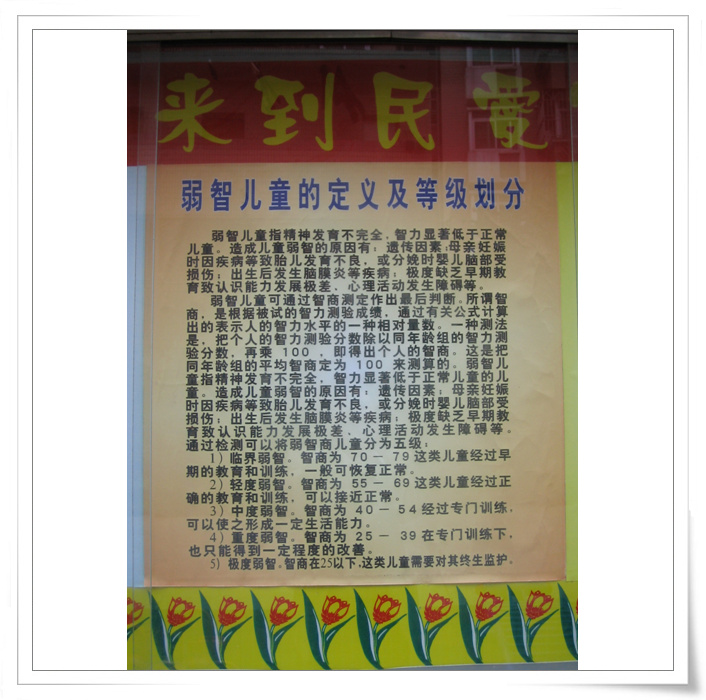 来到民爱
弱智儿童的定义及等级划分
弱智儿童指精神发育不完全，智力显著低于正常
儿童。造成儿童弱智的原因有：遗传因素；母亲妊娠
时因疾病等致胎儿发育不良，或分娩时婴儿脑部受
损伤；出生后发生脑膜炎等疾病；极度缺乏早期教
育致认识能力发展极差、心理活动发生障碍等。
弱智儿童可通过智商测定作出最后判断。所谓智
商，是根据被试的智力测验成绩，通过有关公式计算
出的表示人的智力水平的一种相对量数。一种测法
是，把个人的智力测验分数除以同年龄组的智力测
验分数，再乘 100 ，即得出个人的智商。这是把
同年龄组的平均智商定为 100 来测算的。弱智儿
童指精神发育不完全，智力显著低于正常儿童的儿
童。造成儿童弱智的原因有：遗传因素；母亲妊娠
时因疾病等致胎儿发育不良，或分娩时婴儿脑部受
损伤；出生后发生脑膜炎等疾病；极度缺乏早期教
育致认识能力发展极差、心理活动发生障碍等。
通过检测可以将弱智商儿童分为五级：
1）临界弱智。智商为 70 － 79 这类儿童经过早
期的教育和训练，一般可恢复正常。
2）轻度弱智。智商为 55 － 69 这类儿童经过正
确的教育和训练，可以接近正常。
3）中度弱智。智商为 40 － 54 经过专门训练，
可以使之形成一定生活能力。
4）重度弱智。智商为 25 － 39 在专门训练下，
也只能得到一定程度的改善。
5）极度弱智。智商在25以下，这类儿童需要对其终生监护。